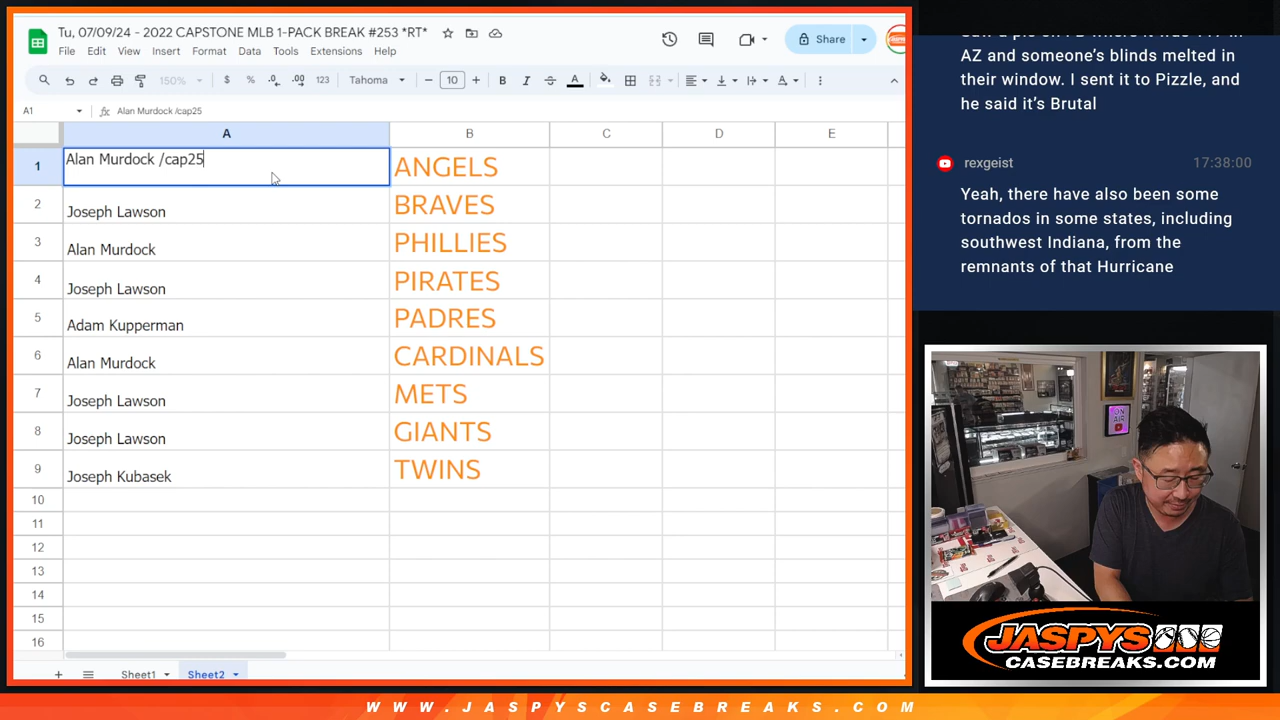 Tu, 07/09/24 - 2022 CAPSTONE MLB 1-PACK BREAK #253 *RT*
File Edit View Insert Format Data Tools Extensions Help
Share
150% $ % .0 .00 123 Tahoma 10 B I A
A1 fx Alan Murdock /cap25
A B C D E
1 Alan Murdock /cap25 ANGELS
2 Joseph Lawson BRAVES
3 Alan Murdock PHILLIES
4 Joseph Lawson PIRATES
5 Adam Kupperman PADRES
6 Alan Murdock CARDINALS
7 Joseph Lawson METS
8 Joseph Lawson GIANTS
9 Joseph Kubasek TWINS
10
11
12
13
14
15
16
Sheet1 Sheet2
AZ and someone's blinds melted in
their window. I sent it to Pizzle, and
he said it's Brutal
rexgeist 17:38:00
Yeah, there have also been some
tornados in some states, including
southwest Indiana, from the
remnants of that Hurricane
ON
AIR
JASPYS
CASEBREAKS.COM
WWW.JASPYSCASEBREAKS.COM